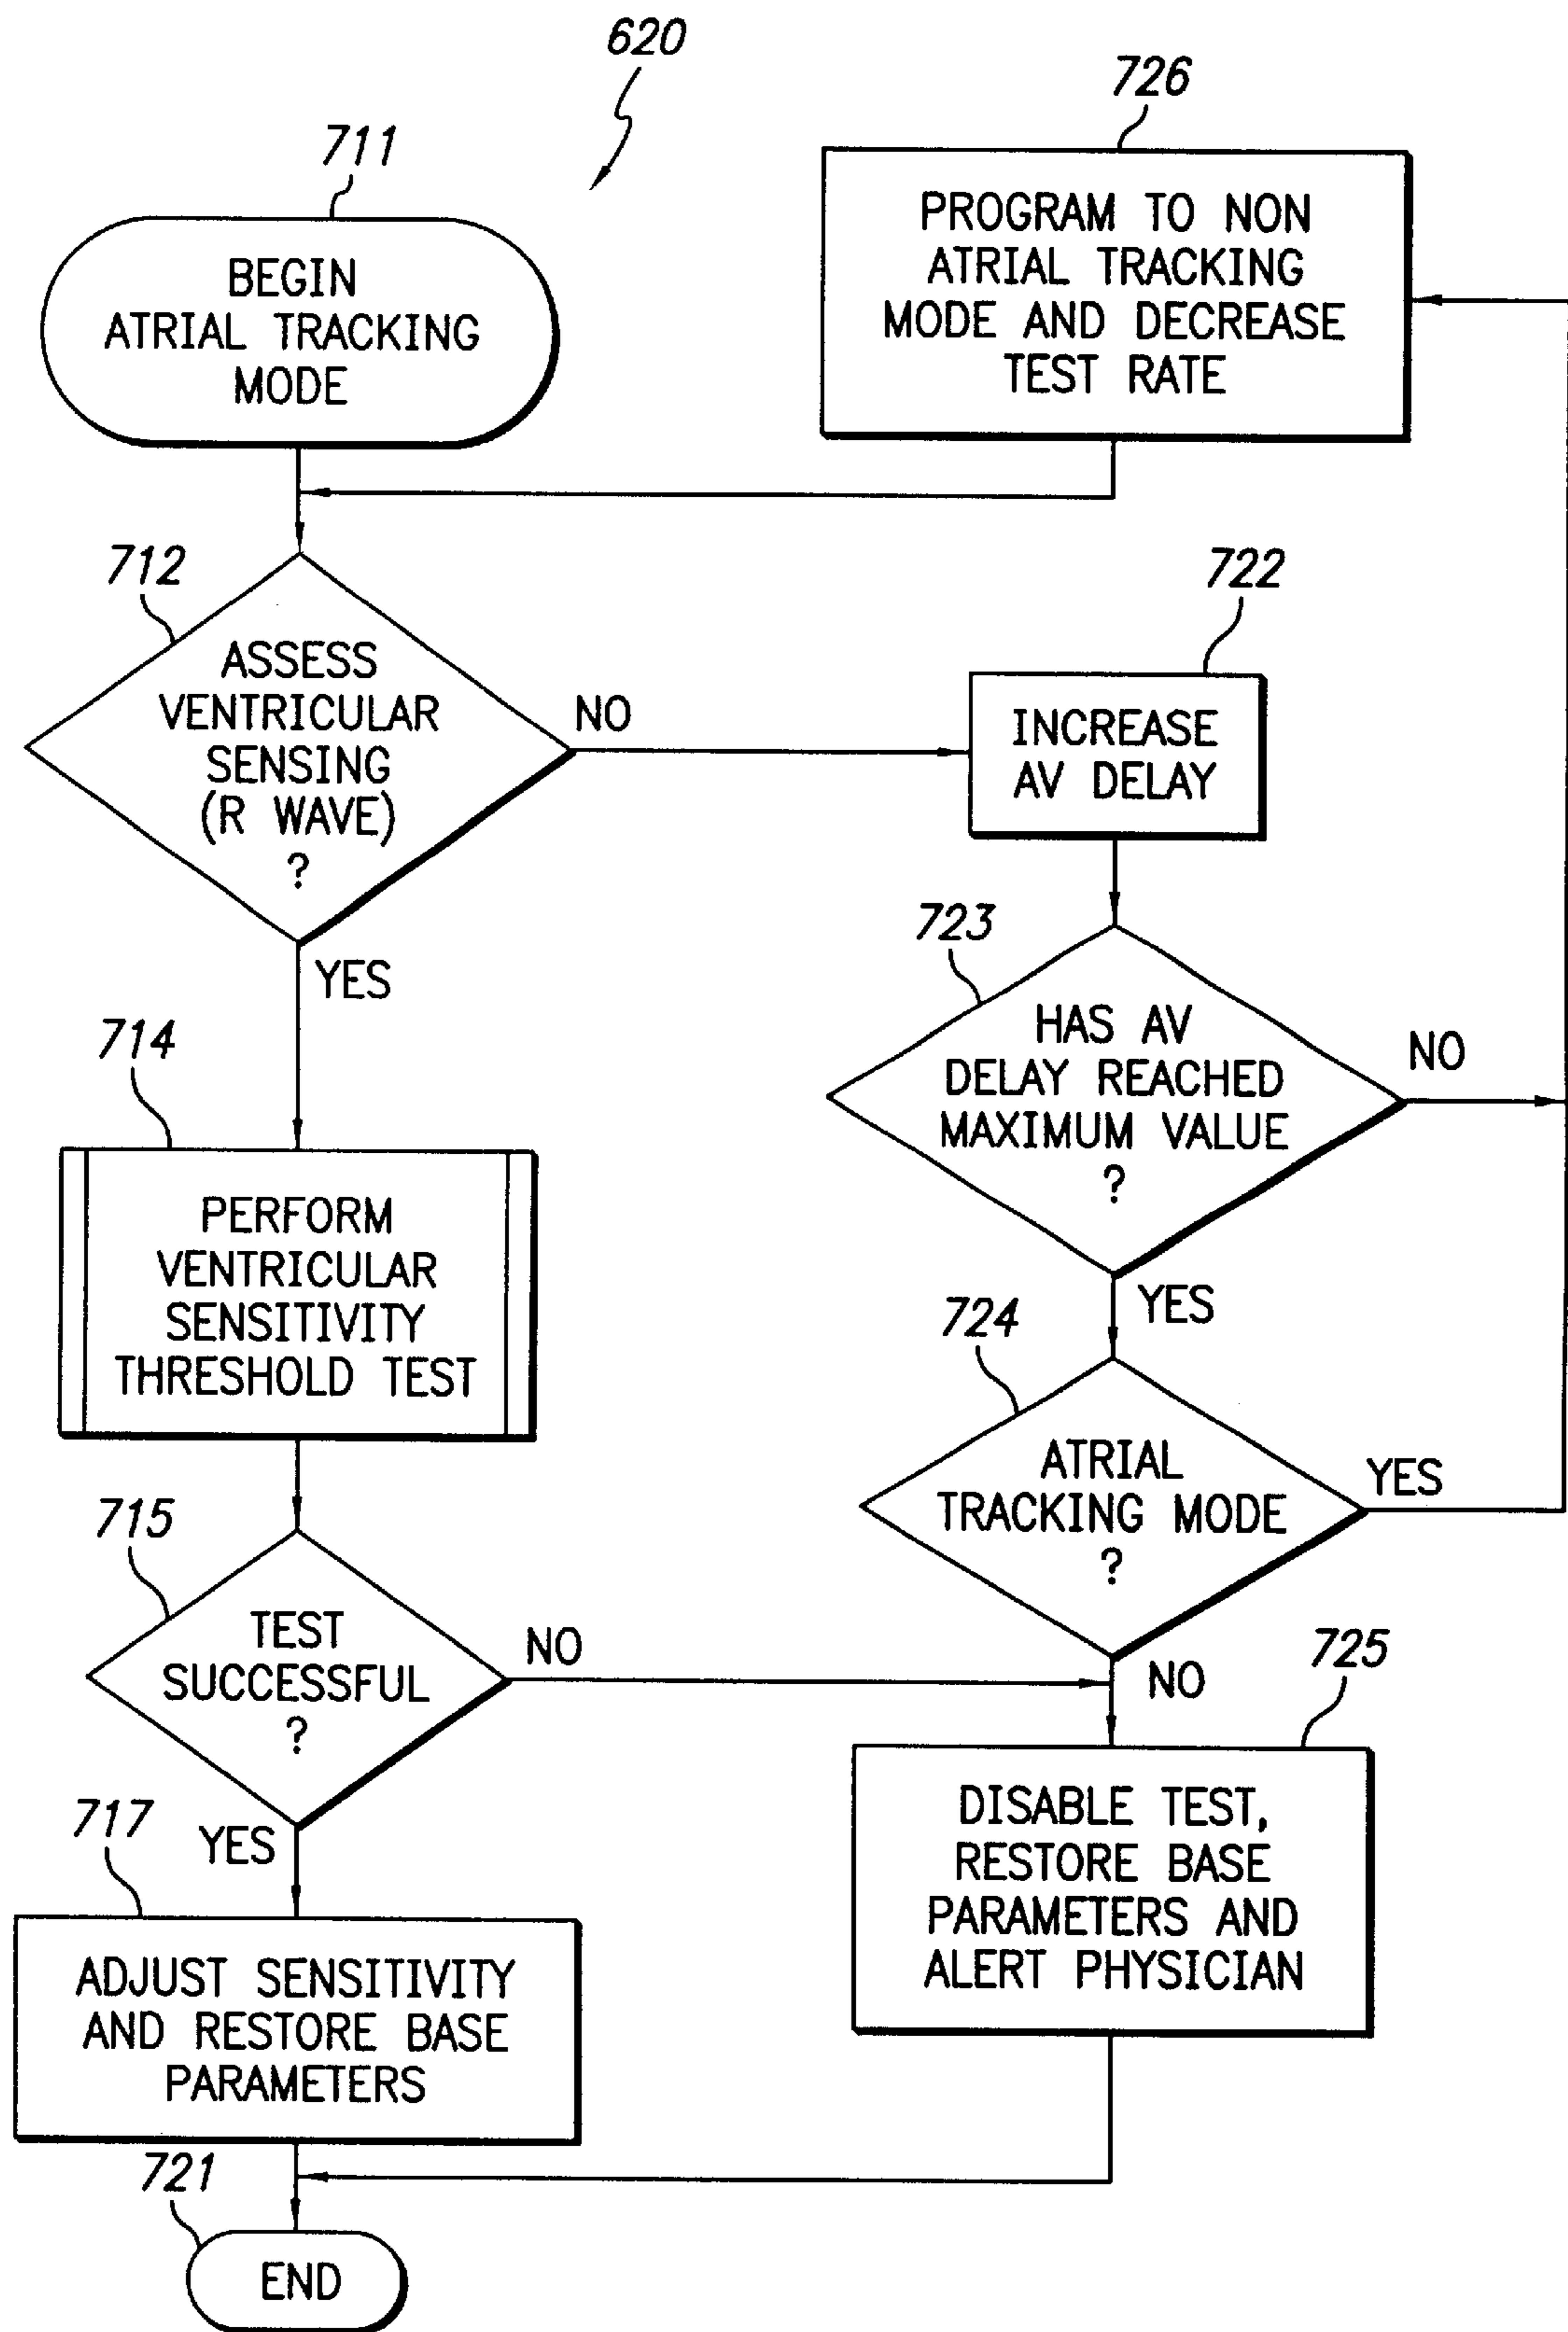 620
711
BEGIN
ATRIAL TRACKING
MODE
726
PROGRAM TO NON
ATRIAL TRACKING
MODE AND DECREASE
TEST RATE
712
ASSESS
VENTRICULAR
SENSING
(R WAVE)
?
NO
YES
722
INCREASE
AV DELAY
723
HAS AV
DELAY REACHED
MAXIMUM VALUE
?
NO
YES
714
PERFORM
VENTRICULAR
SENSITIVITY
THRESHOLD TEST
724
ATRIAL
TRACKING MODE
?
YES
NO
715
TEST
SUCCESSFUL
?
NO
YES
725
DISABLE TEST,
RESTORE BASE
PARAMETERS AND
ALERT PHYSICIAN
717
ADJUST SENSITIVITY
AND RESTORE BASE
PARAMETERS
721
END